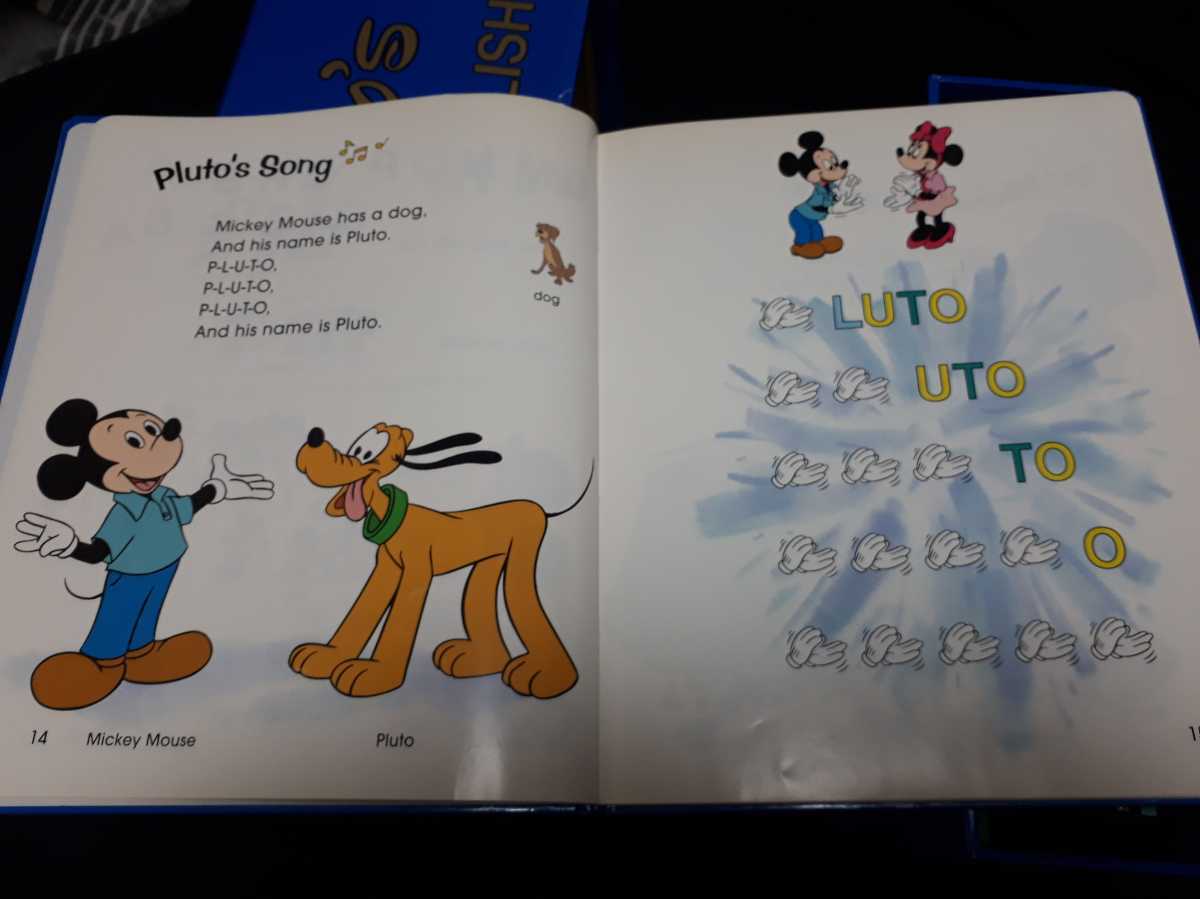 LISH
Pluto's Song
Mickey Mouse has a dog,
And his name is Pluto.
P-L-U-T-O,
P-L-U-T-O,
P-L-U-T-O,
And his name is Pluto.
dog
14 Mickey Mouse Pluto
LUTO
UTO
TO
O